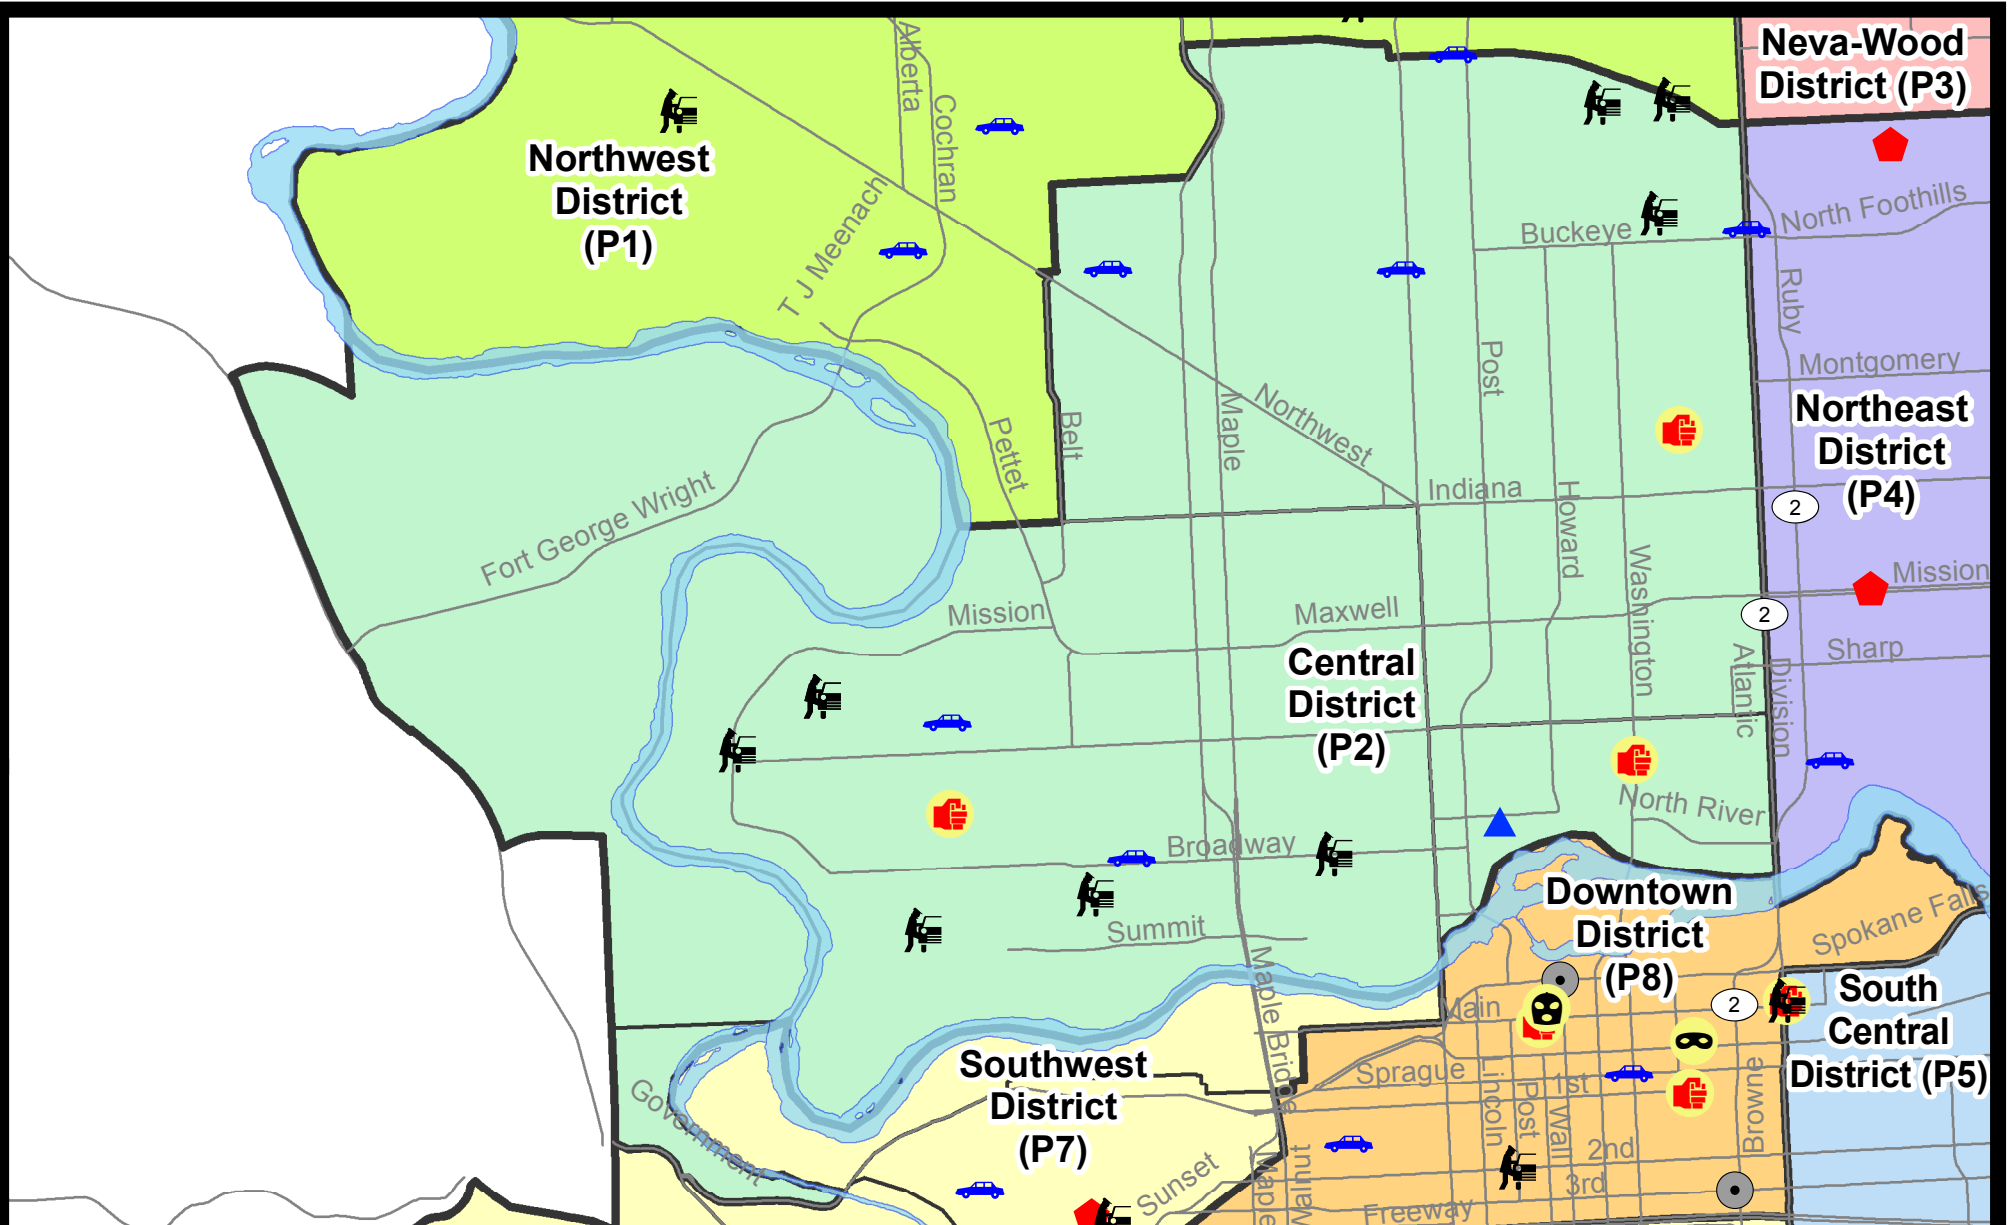 Neva-Wood
District (P3)
Alberta
Cochran
Northwest
District
(P1)
T J Meenach
North Foothills
Buckeye
Ruby
Post
Montgomery
Northeast
District
(P4)
Maple
Northwest
Belt
Pettet
Indiana
Howard
2
Fort George Wright
Washington
Mission
Mission
Maxwell
2
Sharp
Atlantic
Division
Central
District
(P2)
North River
Broadway
Downtown
District
(P8)
Spokane Falls
Summit
Maple Bridge
South
Central
District (P5)
2
Main
Southwest
District
(P7)
Sprague
1st
Lincoln
Post
Wall
Browne
Government
2nd
3rd
Sunset
Maple
Walnut
Freeway